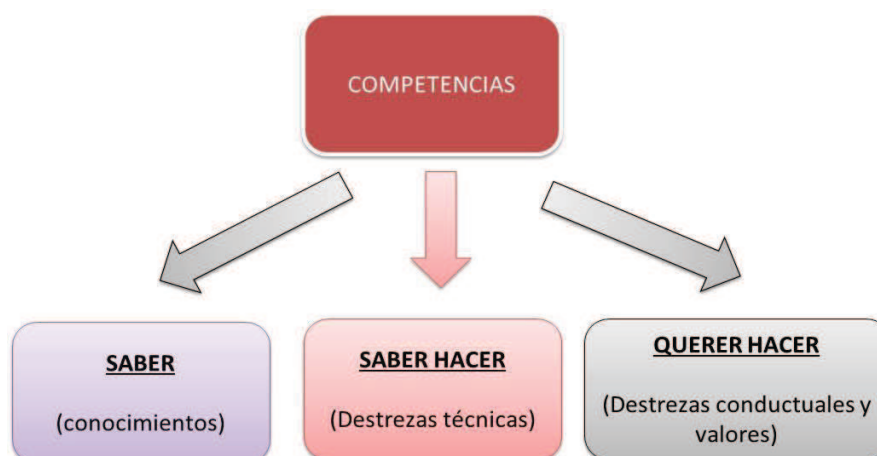 COMPETENCIAS
SABER
(conocimientos)
SABER HACER
(Destrezas técnicas)
QUERER HACER
(Destrezas conductuales y
valores)